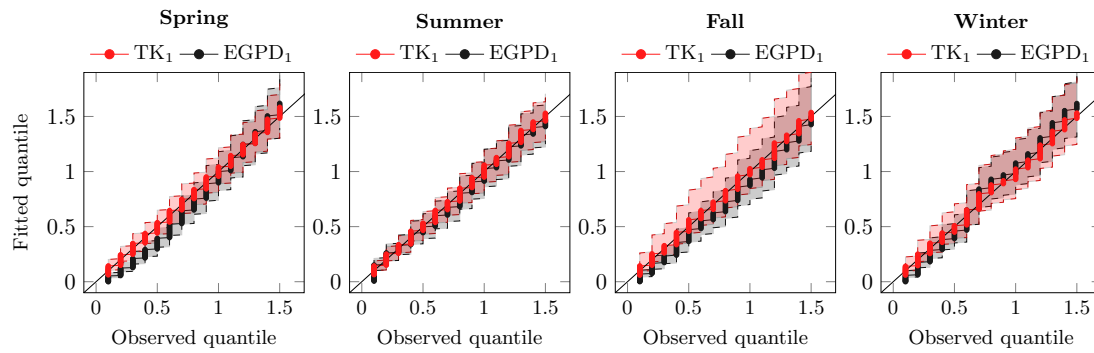 Spring Summer Fall Winter
TK₁ EGPD₁ TK₁ EGPD₁ TK₁ EGPD₁ TK₁ EGPD₁
1.5 1.5 1.5 1.5
1 1 1 1
Fitted quantile
0.5 0.5 0.5 0.5
0 0 0 0
0 0.5 1 1.5 0 0.5 1 1.5 0 0.5 1 1.5 0 0.5 1 1.5
Observed quantile Observed quantile Observed quantile Observed quantile